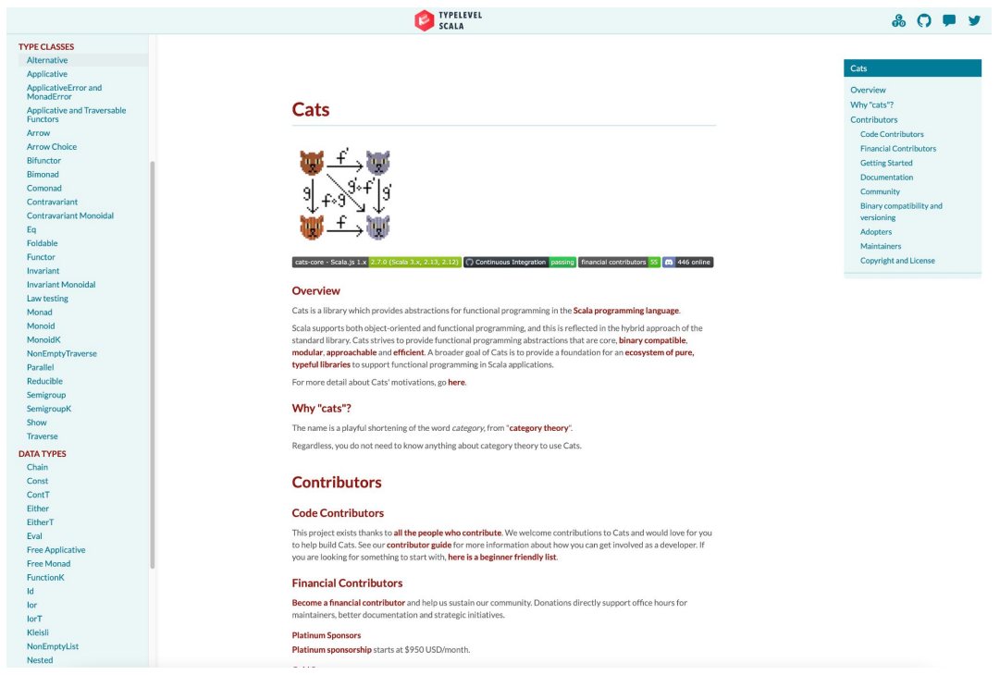 TYPELEVEL
SCALA
TYPE CLASSES
Alternative
Applicative
ApplicativeError and
MonadError
Applicative and Traversable
Functors
Arrow
Arrow Choice
Bifunctor
Bimonad
Comonad
Contravariant
Contravariant Monoidal
Eq
Foldable
Functor
Invariant
Invariant Monoidal
Law testing
Monad
Monoid
MonoidK
NonEmptyTraverse
Parallel
Reducible
Semigroup
SemigroupK
Show
Traverse
DATA TYPES
Chain
Const
ContT
Either
EitherT
Eval
Free Applicative
Free Monad
FunctionK
Id
Ior
IorT
Kleisli
NonEmptyList
Nested
Cats
f'
g f∘g g'∘f' g'
f
cats-core - Scala.js 1.x 2.7.0 (Scala 3.x, 2.13, 2.12) Continuous Integration passing financial contributors 55 446 online
Overview
Cats is a library which provides abstractions for functional programming in the Scala programming language.
Scala supports both object-oriented and functional programming, and this is reflected in the hybrid approach of the
standard library. Cats strives to provide functional programming abstractions that are core, binary compatible,
modular, approachable and efficient. A broader goal of Cats is to provide a foundation for an ecosystem of pure,
typeful libraries to support functional programming in Scala applications.
For more detail about Cats' motivations, go here.
Why "cats"?
The name is a playful shortening of the word category, from "category theory".
Regardless, you do not need to know anything about category theory to use Cats.
Contributors
Code Contributors
This project exists thanks to all the people who contribute. We welcome contributions to Cats and would love for you
to help build Cats. See our contributor guide for more information about how you can get involved as a developer. If
you are looking for something to start with, here is a beginner friendly list.
Financial Contributors
Become a financial contributor and help us sustain our community. Donations directly support office hours for
maintainers, better documentation and strategic initiatives.
Platinum Sponsors
Platinum sponsorship starts at $950 USD/month.
Cats
Overview
Why "cats"?
Contributors
Code Contributors
Financial Contributors
Getting Started
Documentation
Community
Binary compatibility and
versioning
Adopters
Maintainers
Copyright and License